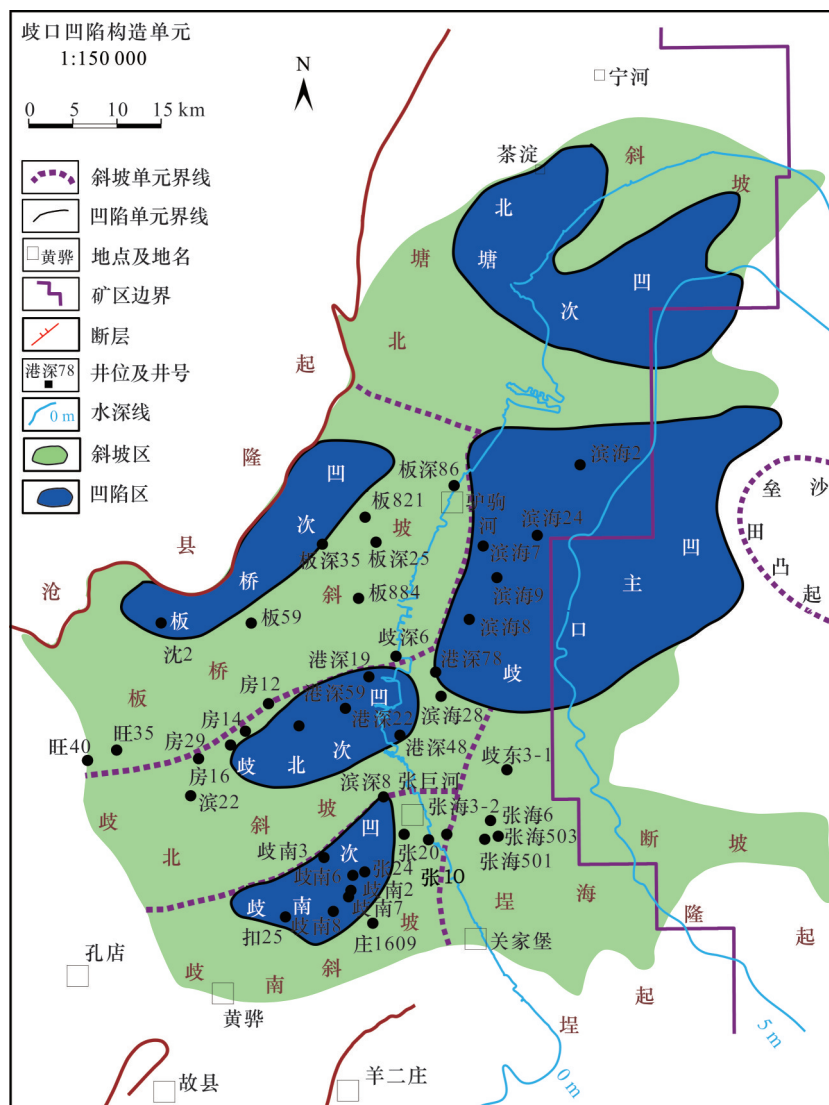 歧口凹陷构造单元
1:150 000
N
0 5 10 15 km
斜坡单元界线
凹陷单元界线
黄骅
地点及地名
矿区边界
断层
港深78
井位及井号
0 m
水深线
斜坡区
凹陷区
宁河
茶淀
北塘斜坡
北塘次凹
沧县隆起
沙垒田凸起
板深86
驴驹河
滨海2
板821
板深25
板深35
滨海24
滨海7
板桥次凹
歧口主凹
板884
滨海9
滨海8
沈2
板59
板桥斜坡
歧深6
港深19
港深78
港深59
房12
港深22
滨海28
房14
旺35
旺40
房29
房16
歧北次凹
港深48
歧东3-1
滨22
滨深8
张巨河
歧北斜坡
张海3-2
张海6
张海503
张海501
张20
张10
歧南3
张24
歧南6
歧南2
歧南7
歧南8
歧南次凹
扣25
庄1609
歧南斜坡
埕海断坡
关家堡
埕海隆起
孔店
黄骅
故县
羊二庄
0 m
5 m